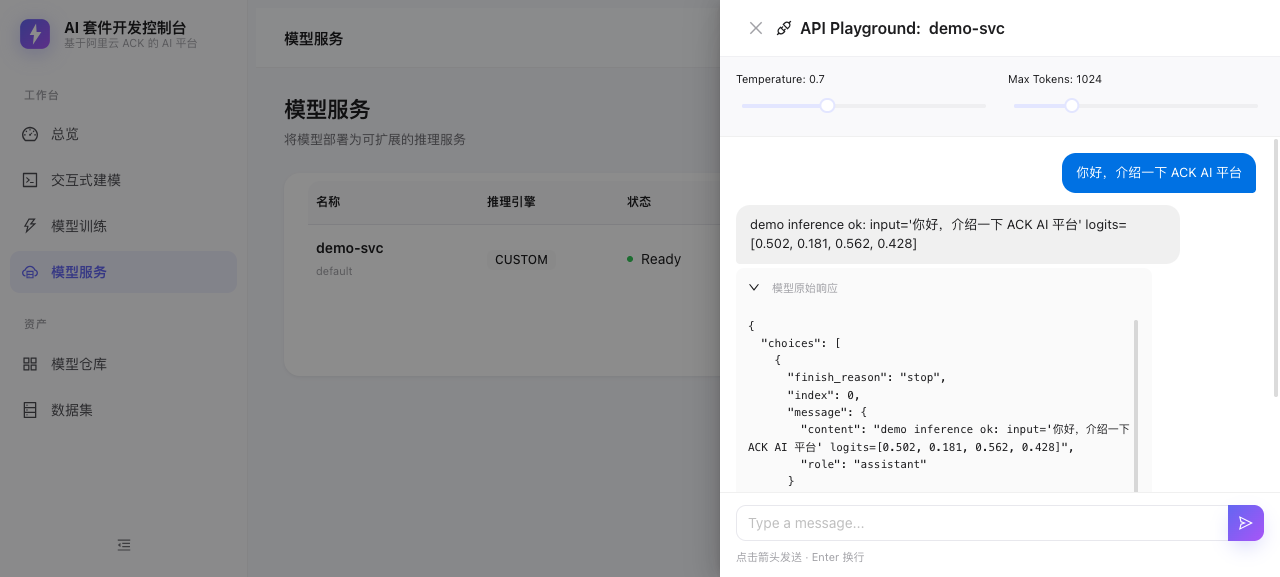 AI 套件开发控制台
基于阿里云 ACK 的 AI 平台
工作台
总览
交互式建模
模型训练
模型服务
资产
模型仓库
数据集
模型服务
模型服务
将模型部署为可扩展的推理服务
名称 推理引擎 状态
demo-svc
default
CUSTOM
Ready
API Playground: demo-svc
Temperature: 0.7
Max Tokens: 1024
你好，介绍一下 ACK AI 平台
demo inference ok: input='你好，介绍一下 ACK AI 平台' logits=
[0.502, 0.181, 0.562, 0.428]
模型原始响应
{
"choices": [
{
"finish_reason": "stop",
"index": 0,
"message": {
"content": "demo inference ok: input='你好，介绍一下
ACK AI 平台' logits=[0.502, 0.181, 0.562, 0.428]",
"role": "assistant"
}
Type a message...
点击箭头发送 · Enter 换行